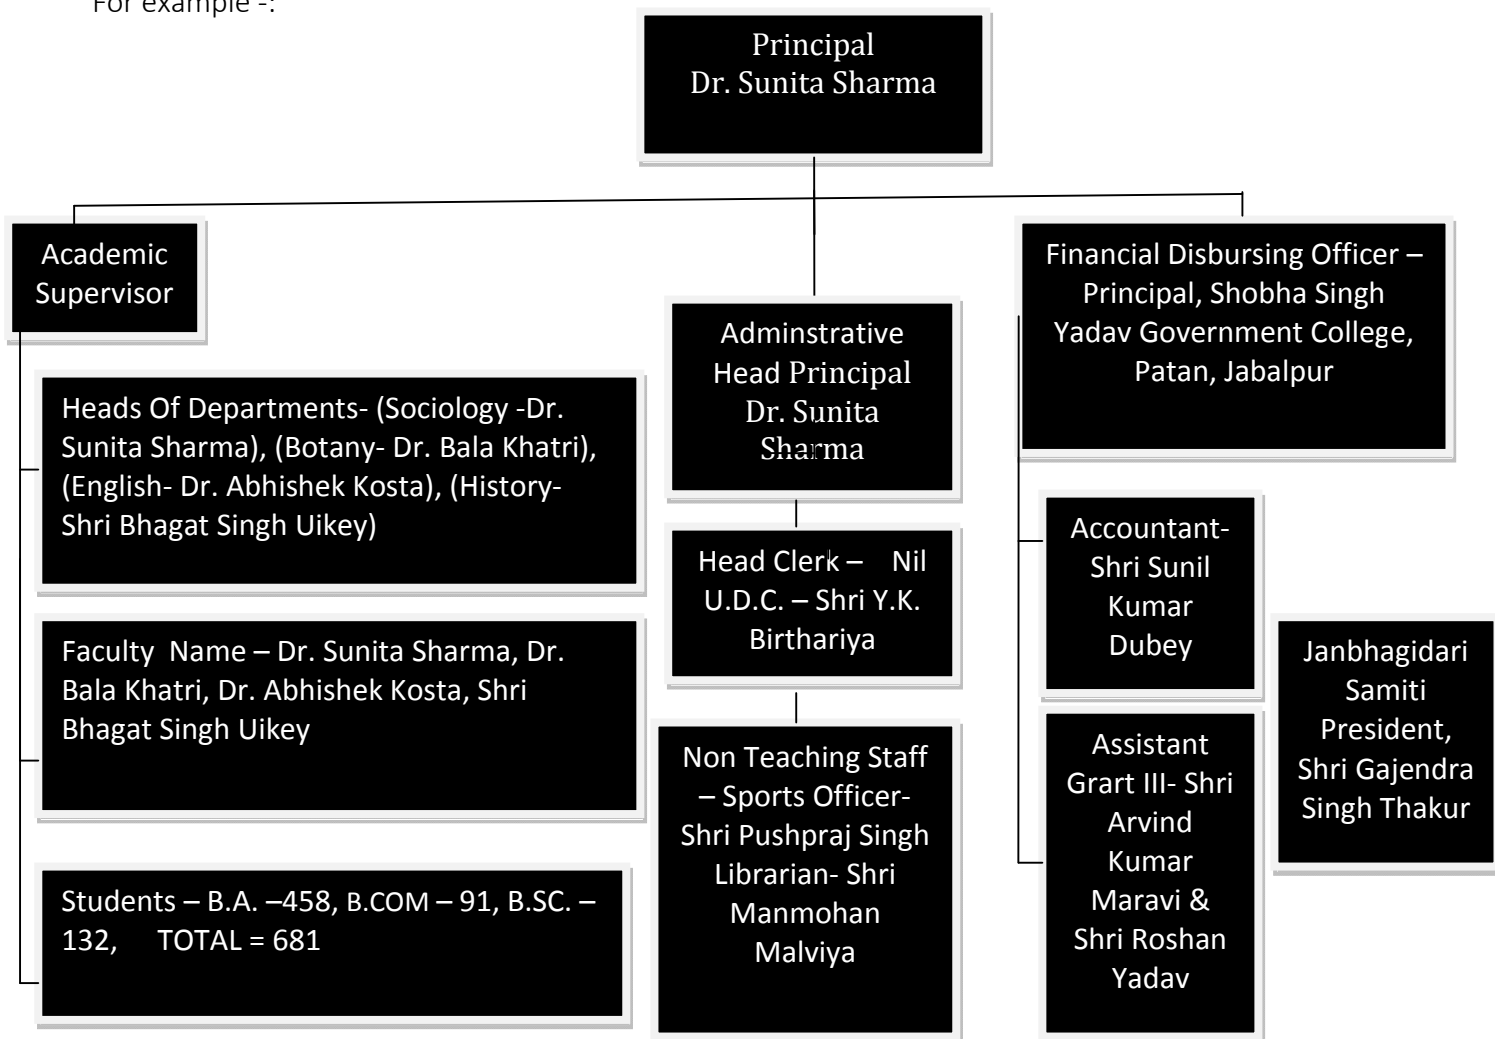 For example -:
Principal
Dr. Sunita Sharma
Academic
Supervisor
Heads Of Departments- (Sociology -Dr.
Sunita Sharma), (Botany- Dr. Bala Khatri),
(English- Dr. Abhishek Kosta), (History-
Shri Bhagat Singh Uikey)
Faculty Name – Dr. Sunita Sharma, Dr.
Bala Khatri, Dr. Abhishek Kosta, Shri
Bhagat Singh Uikey
Students – B.A. –458, B.COM – 91, B.SC. –
132, TOTAL = 681
Adminstrative
Head Principal
Dr. Sunita
Sharma
Head Clerk – Nil
U.D.C. – Shri Y.K.
Birthariya
Non Teaching Staff
– Sports Officer-
Shri Pushpraj Singh
Librarian- Shri
Manmohan
Malviya
Financial Disbursing Officer –
Principal, Shobha Singh
Yadav Government College,
Patan, Jabalpur
Accountant-
Shri Sunil
Kumar
Dubey
Assistant
Grart III- Shri
Arvind
Kumar
Maravi &
Shri Roshan
Yadav
Janbhagidari
Samiti
President,
Shri Gajendra
Singh Thakur